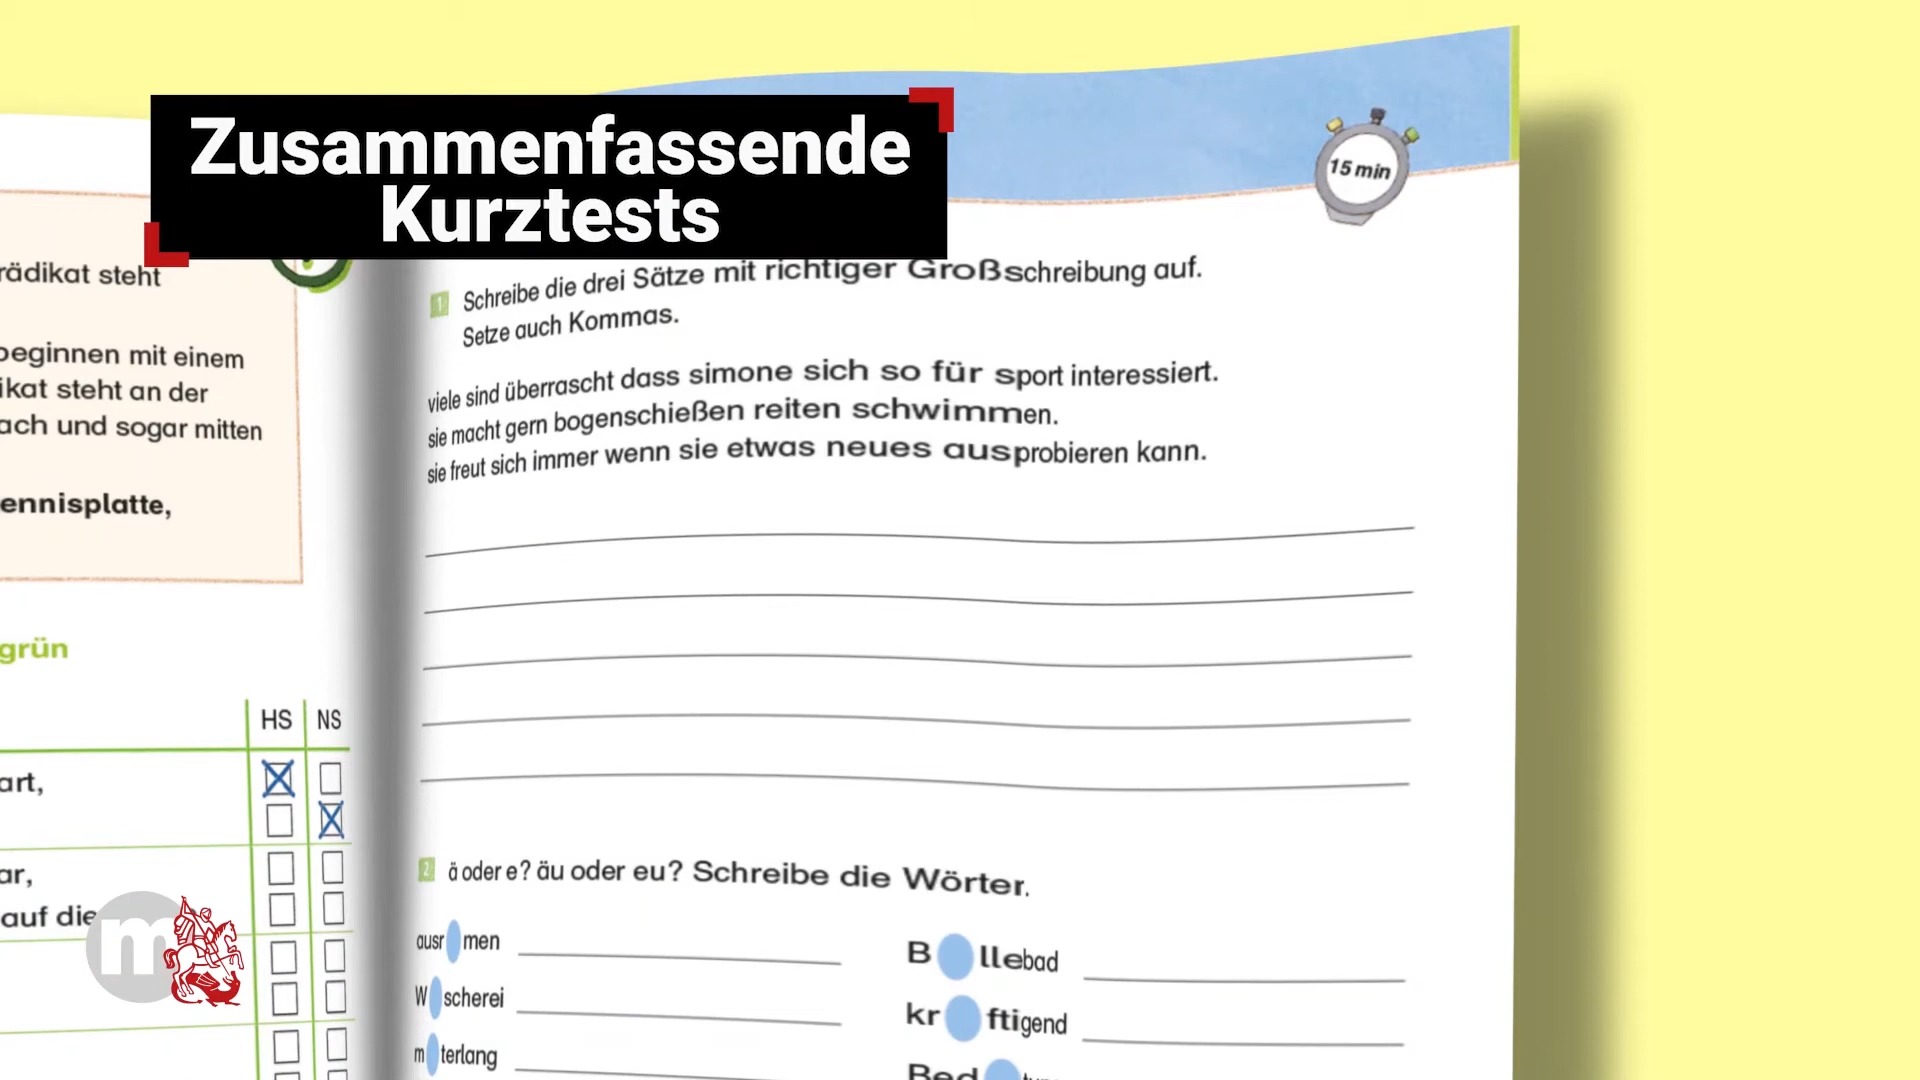 Zusammenfassende
Kurztests
15 min
rädikat steht
beginnen mit einem
ikat steht an der
ach und sogar mitten
ennisplatte,
grün
HS NS
art,
ar,
auf die
m
1 Schreibe die drei Sätze mit richtiger Großschreibung auf.
Setze auch Kommas.
viele sind überrascht dass simone sich so für sport interessiert.
sie macht gern bogenschießen reiten schwimmen.
sie freut sich immer wenn sie etwas neues ausprobieren kann.
2 ä oder e? äu oder eu? Schreibe die Wörter.
ausr men
B llebad
W scherei
kr ftigend
m terlang
Bed